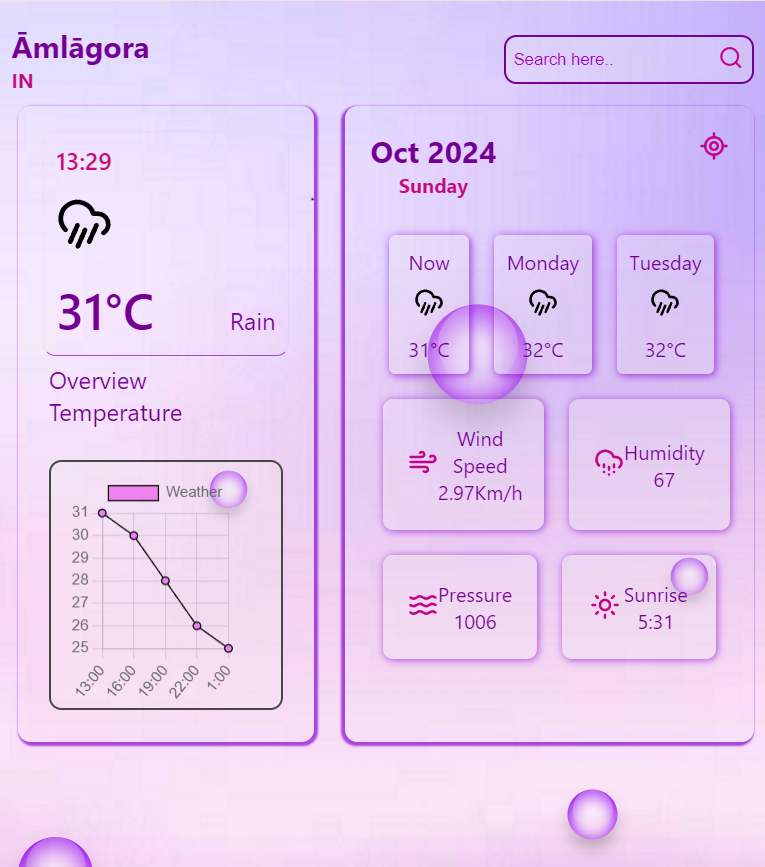 Āmlāgora
IN
Search here..
13:29
31°C
Rain
Overview
Temperature
Weather
31
30
29
28
27
26
25
13:00
16:00
19:00
22:00
1:00
Oct 2024
Sunday
Now
31°C
Monday
32°C
Tuesday
32°C
Wind
Speed
2.97Km/h
Humidity
67
Pressure
1006
Sunrise
5:31